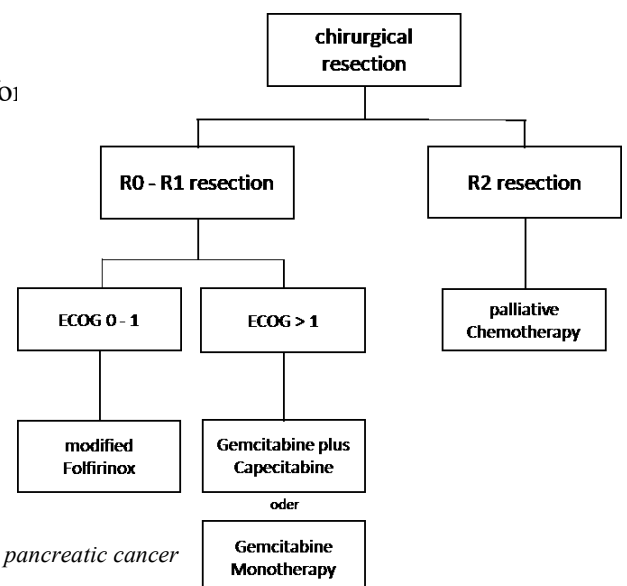 chirurgical
resection
R0 - R1 resection
R2 resection
ECOG 0 - 1
ECOG > 1
palliative
Chemotherapy
modified
Folfirinox
Gemcitabine plus
Capecitabine
oder
Gemcitabine
Monotherapy
pancreatic cancer